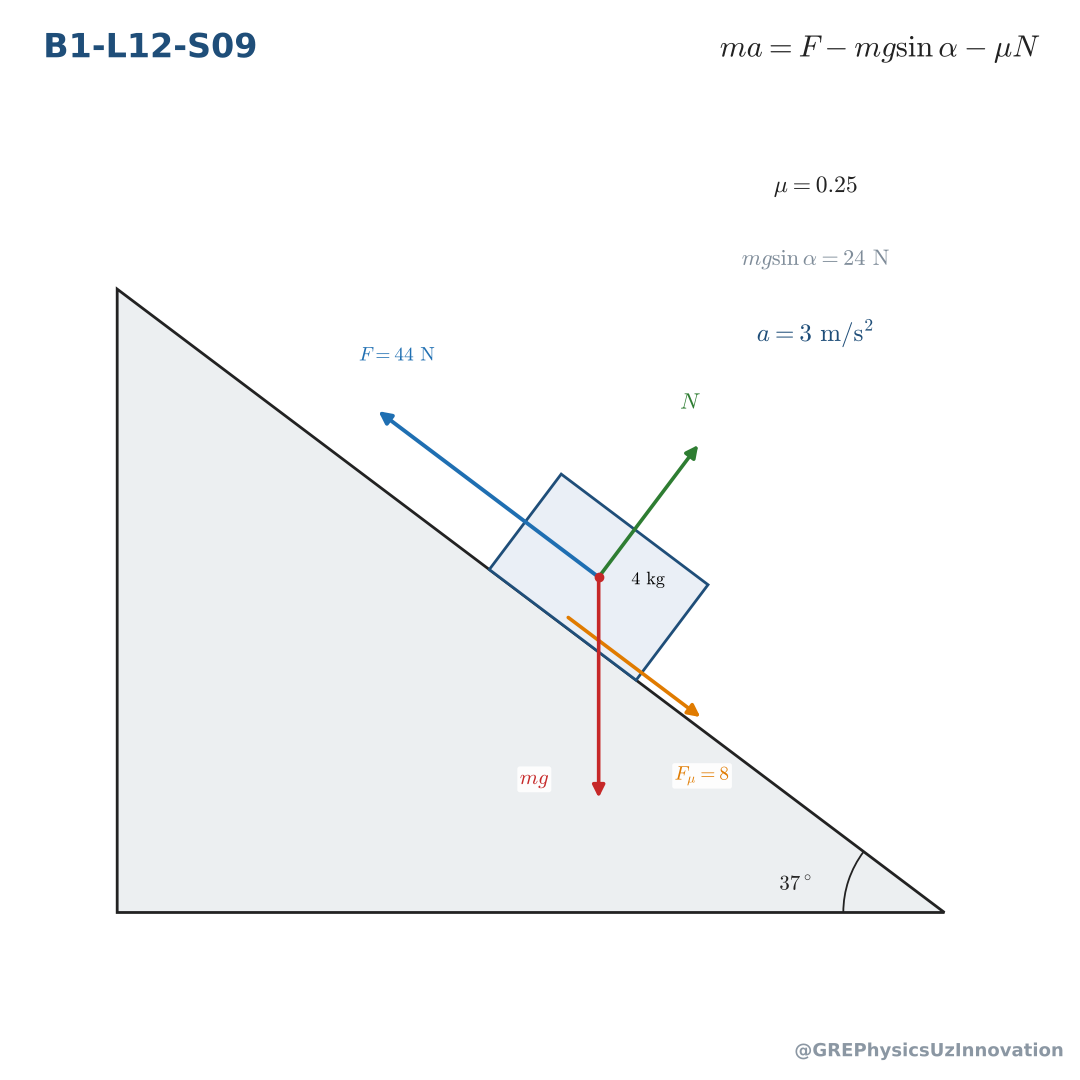 B1-L12-S09
ma = F − mg sin α − μN
μ = 0.25
mg sin α = 24 N
a = 3 m/s²
F = 44 N
N
4 kg
mg
F_μ = 8
37°
@GREPhysicsUzInnovation